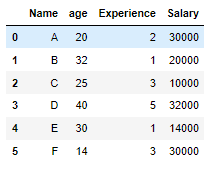 Name age Experience Salary
0 A 20 2 30000
1 B 32 1 20000
2 C 25 3 10000
3 D 40 5 32000
4 E 30 1 14000
5 F 14 3 30000